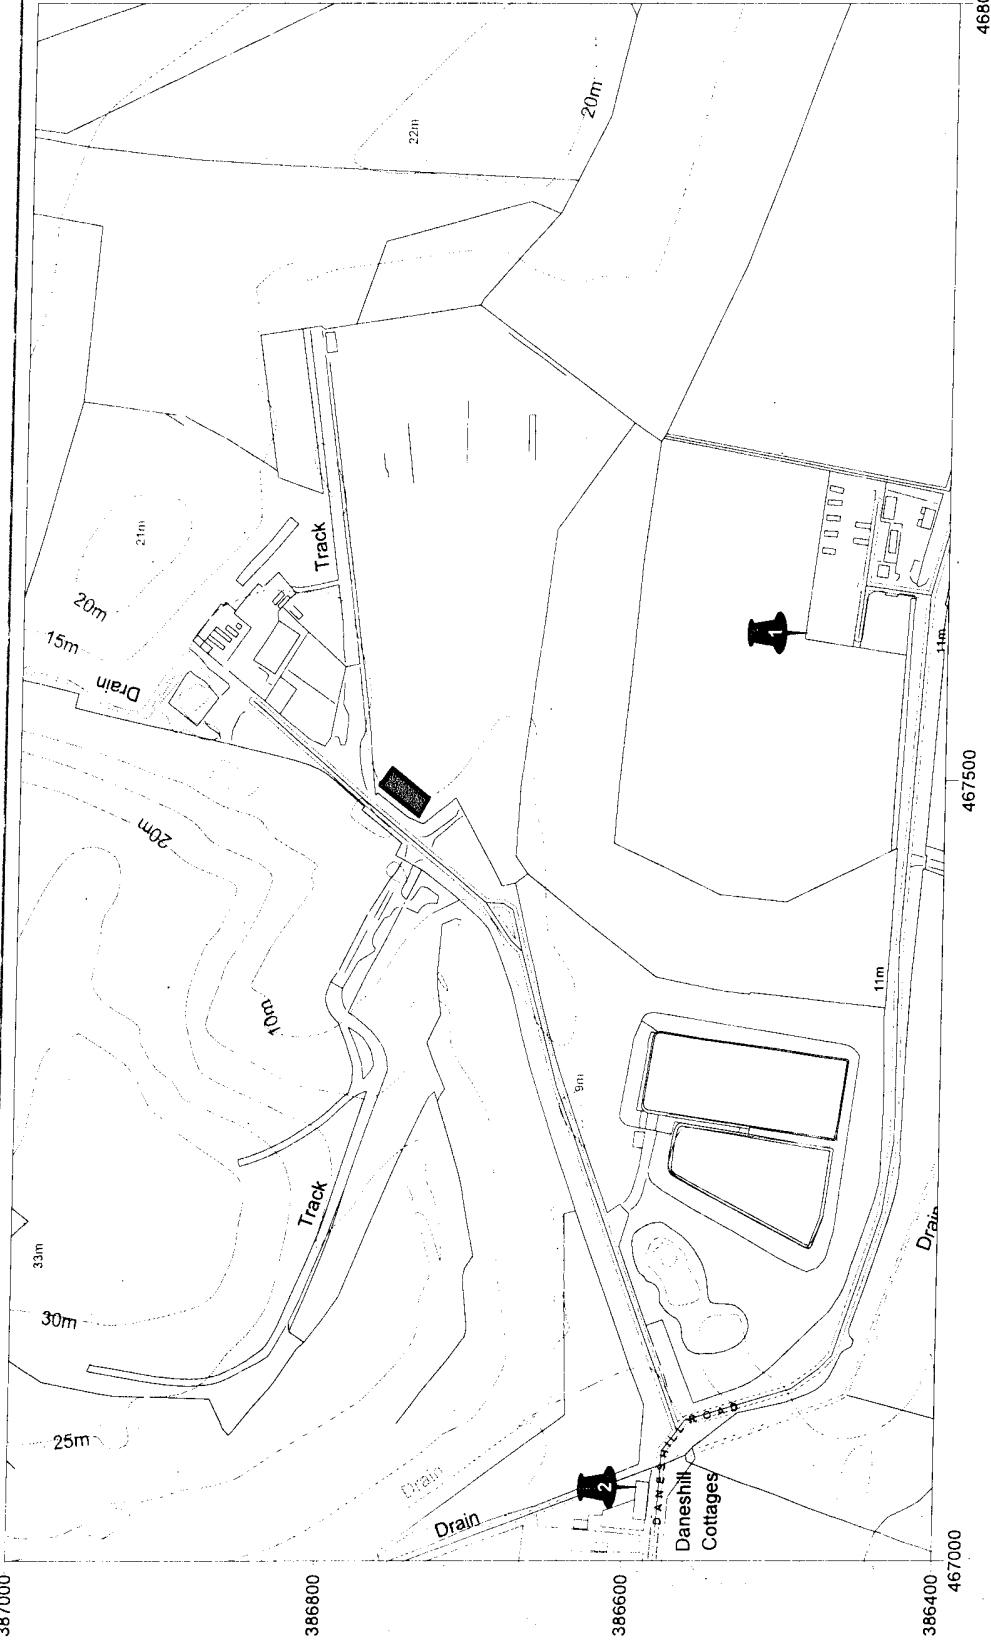 387000
386800
386600
386400
467000
467500
4680
33m
30m
25m
Track
Drain
Drain
Daneshill
Cottages
DANESHILL ROAD
2
Drain
9m
11m
10m
20m
Drain
15m
20m
21m
Track
1
11m
22m
20m